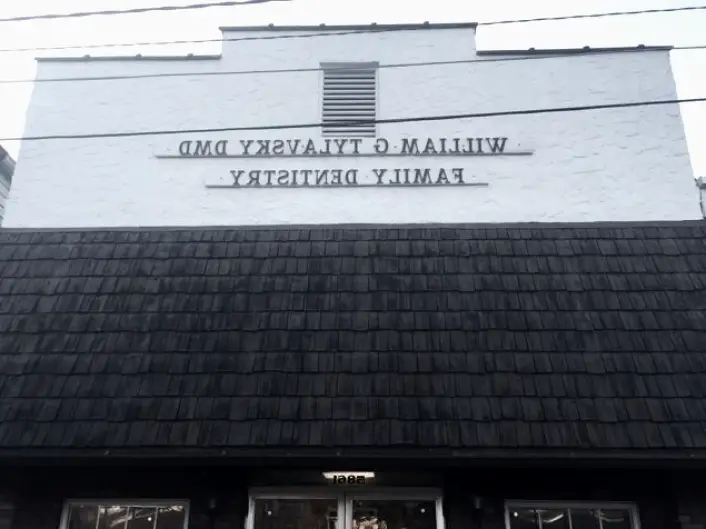 WILLIAM G TYLAVSKY DMD
FAMILY DENTISTRY